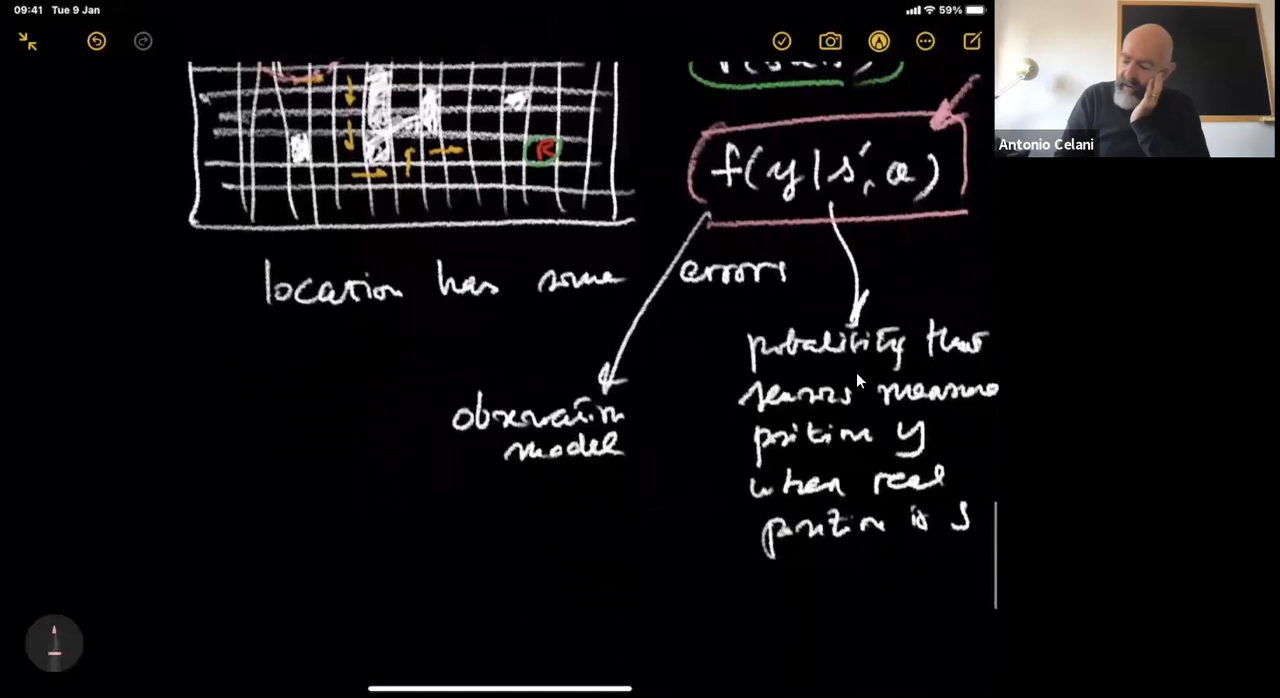 09:41 Tue 9 Jan
59%
Antonio Celani
R
f(y|s', a)
location has some errors
observation
model
probability that
sensors measure
position y
when real
position is s